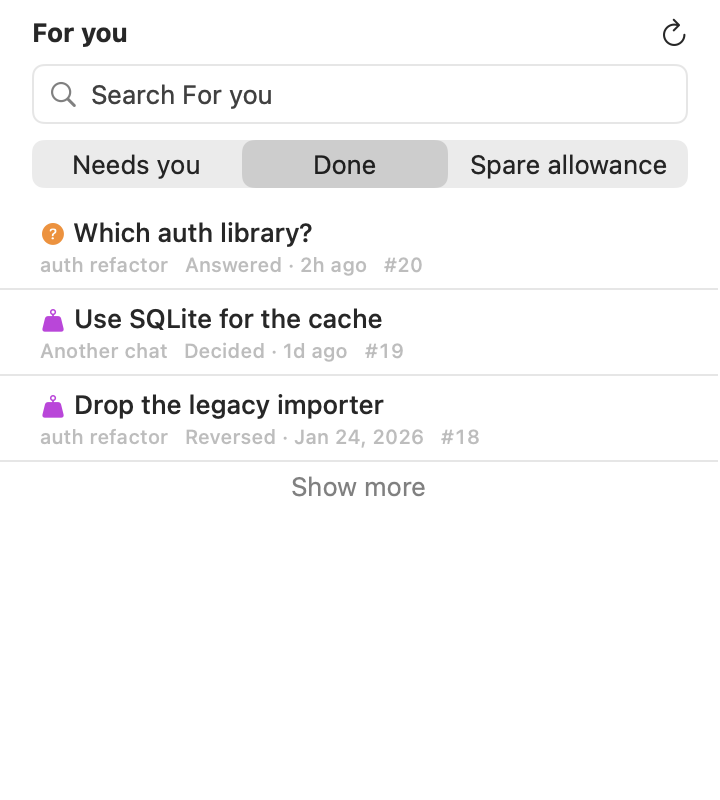 For you
Search For you
Needs you Done Spare allowance
? Which auth library?
auth refactor Answered · 2h ago #20
Use SQLite for the cache
Another chat Decided · 1d ago #19
Drop the legacy importer
auth refactor Reversed · Jan 24, 2026 #18
Show more